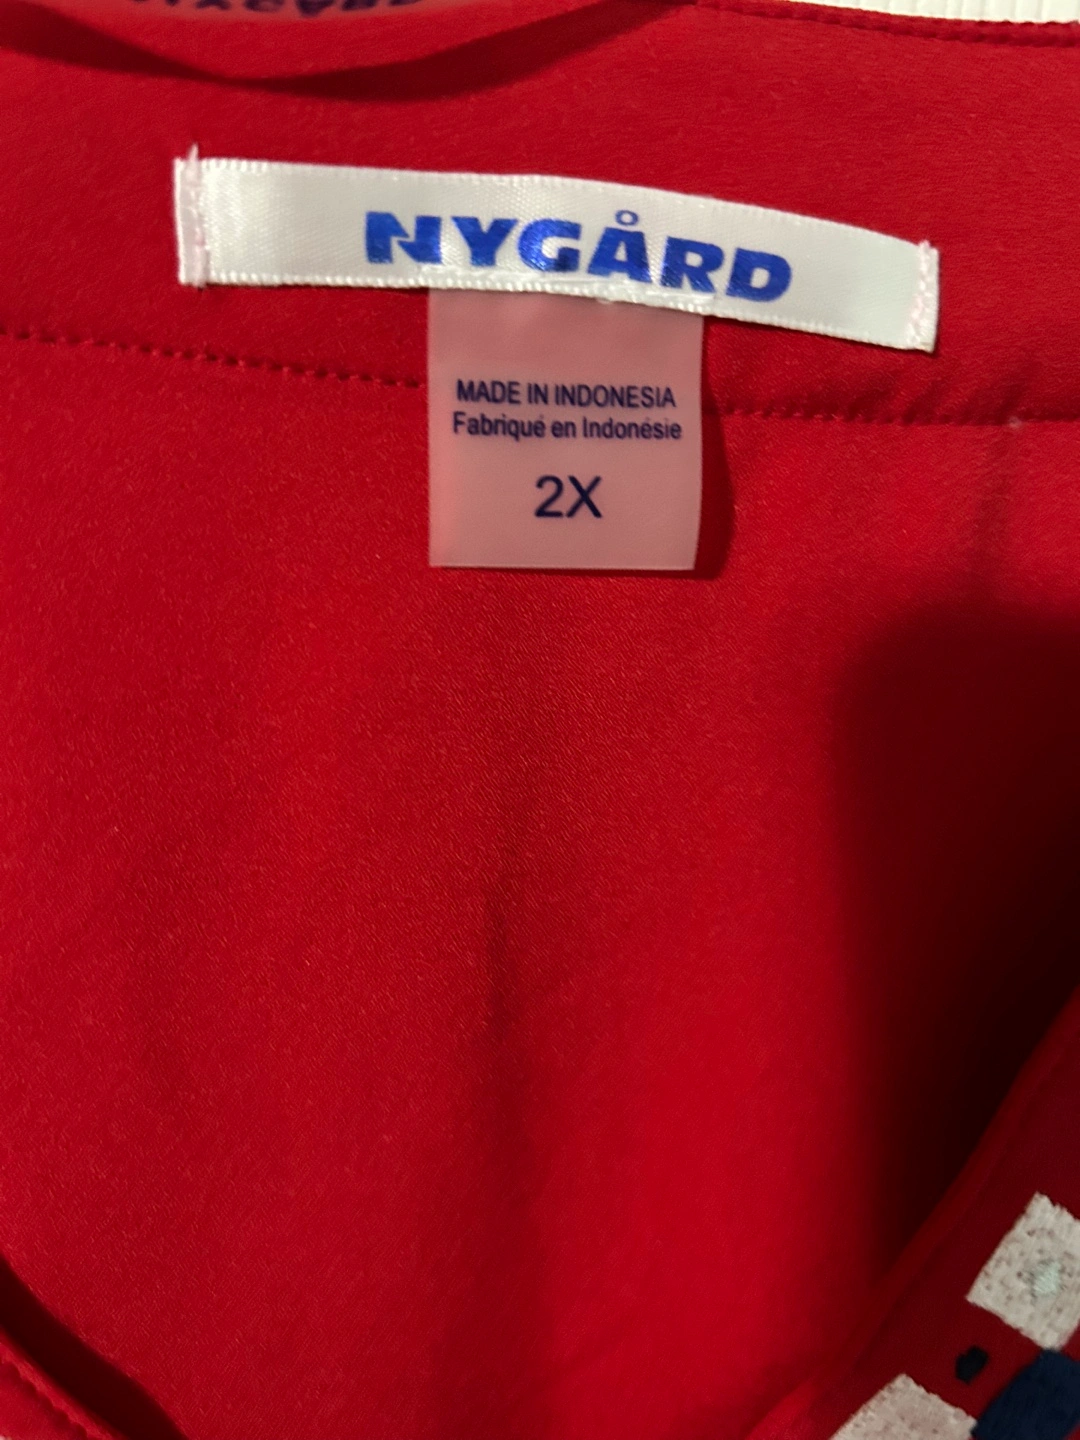 NYGÅRD
MADE IN INDONESIA
Fabriqué en Indonésie
2X